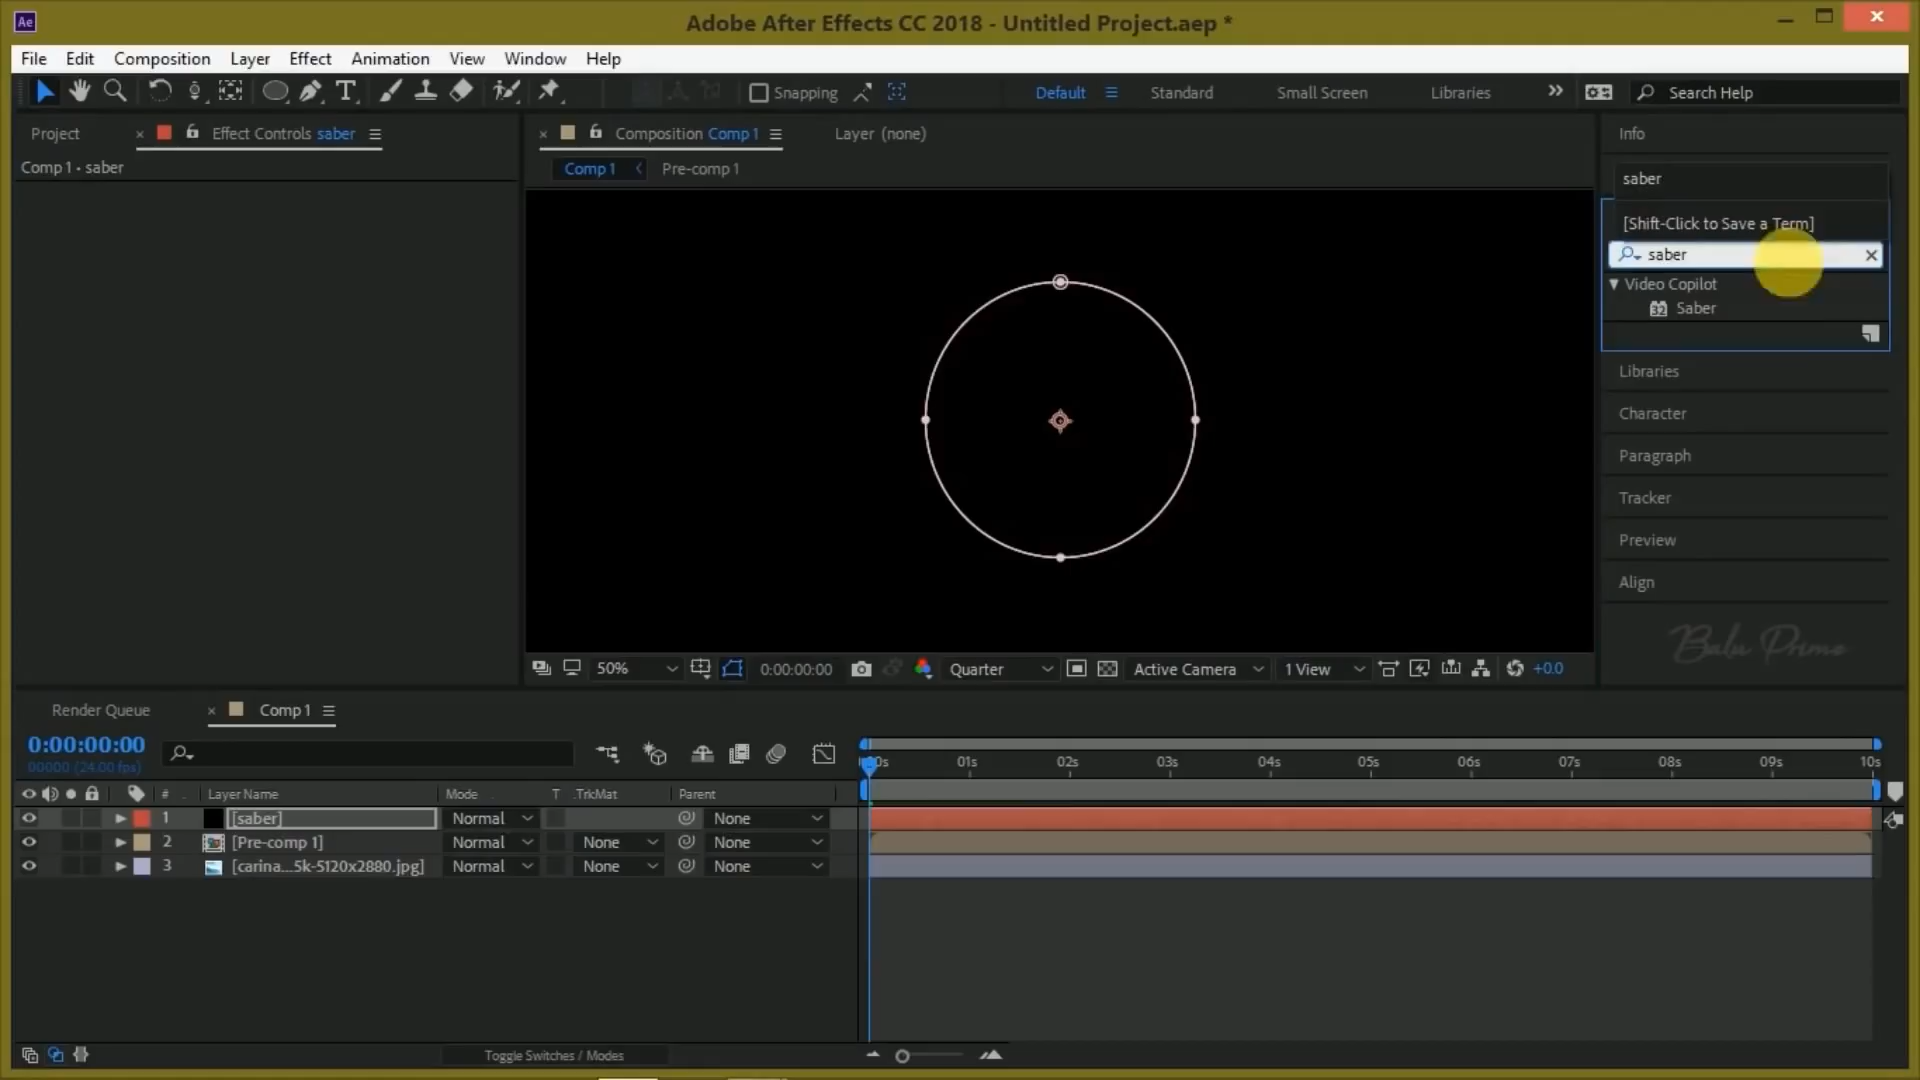 Ae
Adobe After Effects CC 2018 - Untitled Project.aep *
File Edit Composition Layer Effect Animation View Window Help
Snapping
Default Standard Small Screen Libraries
Search Help
Project
Effect Controls saber
Composition Comp 1
Layer (none)
Comp 1 • saber
Comp 1
Pre-comp 1
Info
saber
[Shift-Click to Save a Term]
saber
Video Copilot
32 Saber
Libraries
Character
Paragraph
Tracker
Preview
Align
Balu Prime
50%
0:00:00:00
Quarter
Active Camera
1 View
+0.0
Render Queue
Comp 1
0:00:00:00
00000 (24.00 fps)
01s 02s 03s 04s 05s 06s 07s 08s 09s 10s
# Layer Name Mode T .TrkMat Parent
1 [saber] Normal None
2 [Pre-comp 1] Normal None None
3 [carina...5k-5120x2880.jpg] Normal None None
Toggle Switches / Modes